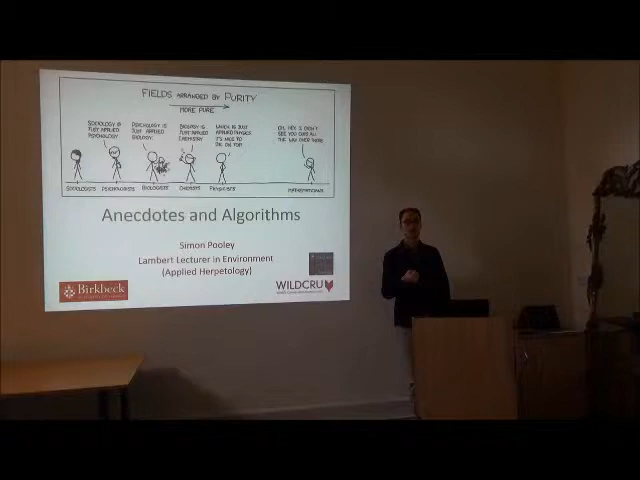 FIELDS ARRANGED BY PURITY
MORE PURE
SOCIOLOGY IS
JUST APPLIED
PSYCHOLOGY
PSYCHOLOGY IS
JUST APPLIED
BIOLOGY.
BIOLOGY IS
JUST APPLIED
CHEMISTRY
WHICH IS JUST
APPLIED PHYSICS.
IT'S NICE TO
BE ON TOP.
OH, HEY, I DIDN'T
SEE YOU GUYS ALL
THE WAY OVER THERE.
SOCIOLOGISTS PSYCHOLOGISTS BIOLOGISTS CHEMISTS PHYSICISTS MATHEMATICIANS
Anecdotes and Algorithms
Simon Pooley
Lambert Lecturer in Environment
(Applied Herpetology)
Birkbeck
WILDCRU